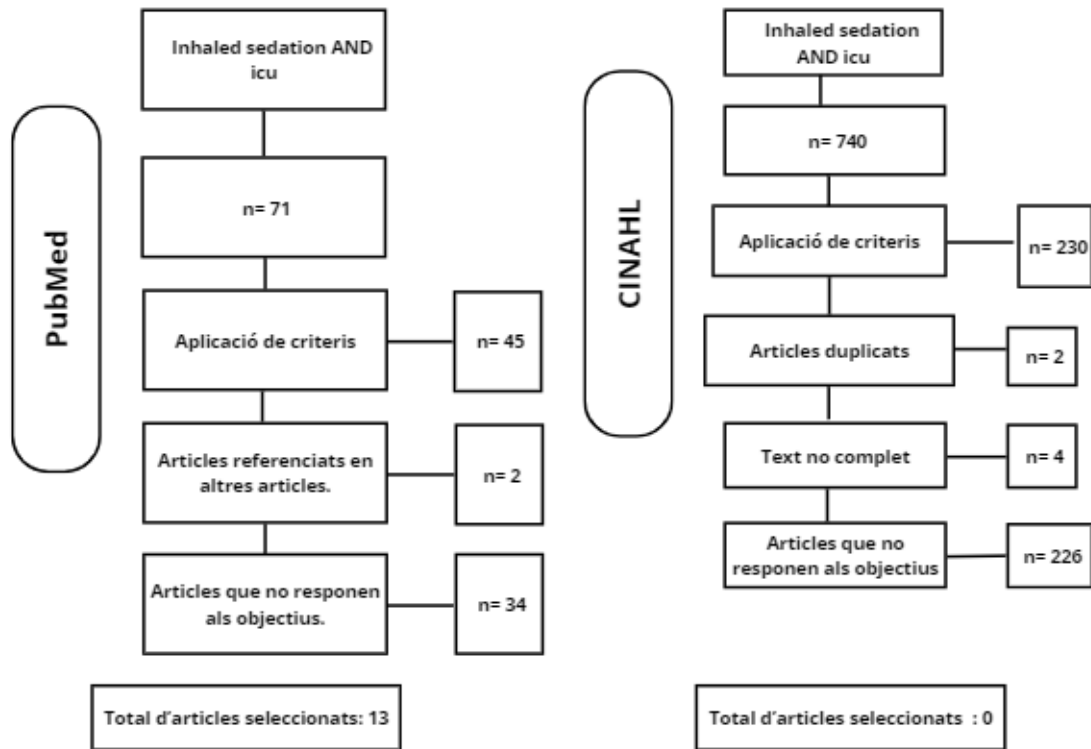 PubMed
Inhaled sedation AND
icu
n= 71
Aplicació de criteris
n= 45
Articles referenciats en
altres articles.
n= 2
Articles que no responen
als objectius.
n= 34
Total d'articles seleccionats: 13
CINAHL
Inhaled sedation
AND icu
n= 740
Aplicació de criteris
n= 230
Articles duplicats
n= 2
Text no complet
n= 4
Articles que no
responen als objectius
n= 226
Total d'articles seleccionats : 0